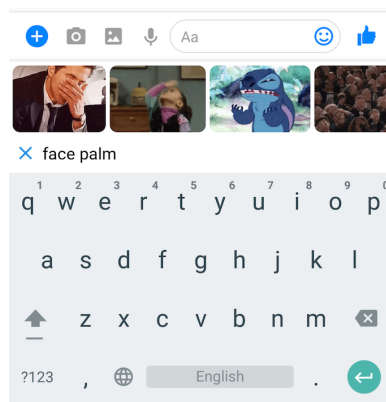 Aa
face palm
1 2 3 4 5 6 7 8 9 0
q w e r t y u i o p
a s d f g h j k l
z x c v b n m
?123 , English .